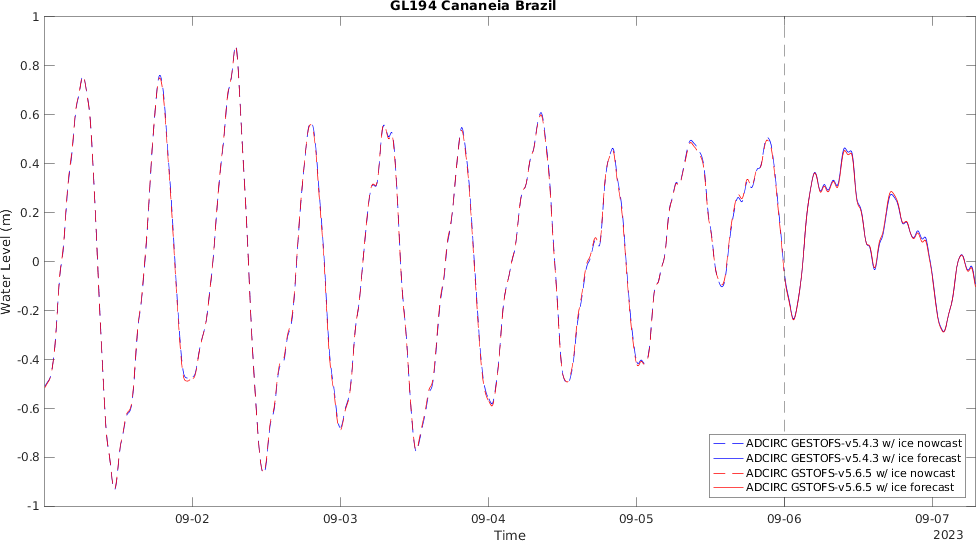 GL194 Cananeia Brazil
1
0.8
0.6
0.4
0.2
0
-0.2
-0.4
-0.6
-0.8
-1
Water Level (m)
ADCIRC GESTOFS-v5.4.3 w/ ice nowcast
ADCIRC GESTOFS-v5.4.3 w/ ice forecast
ADCIRC GSTOFS-v5.6.5 w/ ice nowcast
ADCIRC GSTOFS-v5.6.5 w/ ice forecast
09-02 09-03 09-04 09-05 09-06 09-07
Time 2023